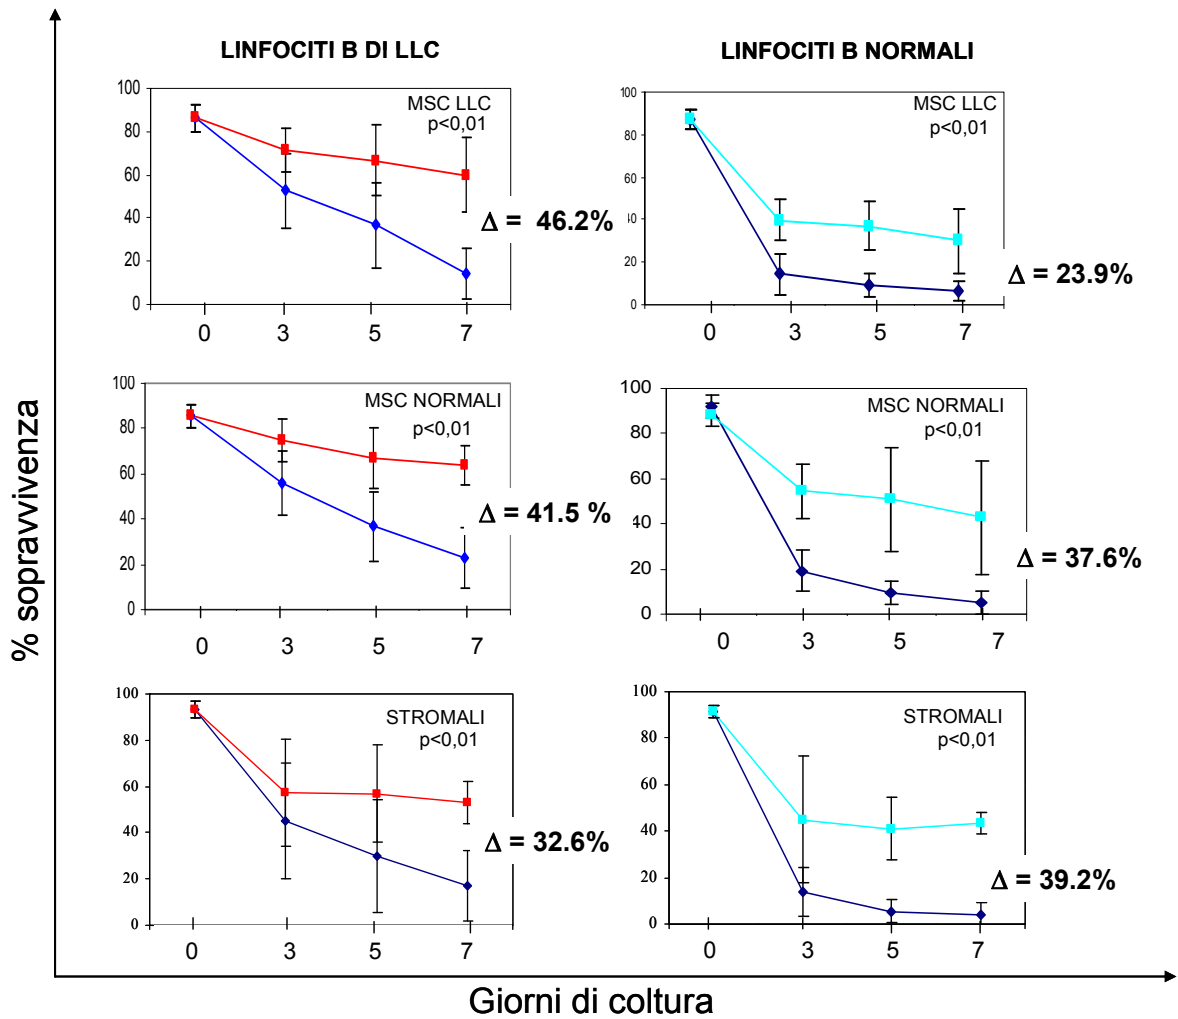 LINFOCITI B DI LLC
LINFOCITI B NORMALI
% sopravvivenza
100
80
60
40
20
0
MSC LLC
p<0,01
0 3 5 7
Δ = 46.2%
100
80
60
40
20
0
MSC LLC
p<0,01
0 3 5 7
Δ = 23.9%
100
80
60
40
20
0
MSC NORMALI
p<0,01
0 3 5 7
Δ = 41.5 %
100
80
60
40
20
0
MSC NORMALI
p<0,01
0 3 5 7
Δ = 37.6%
100
80
60
40
20
0
STROMALI
p<0,01
0 3 5 7
Δ = 32.6%
100
80
60
40
20
0
STROMALI
p<0,01
0 3 5 7
Δ = 39.2%
Giorni di coltura